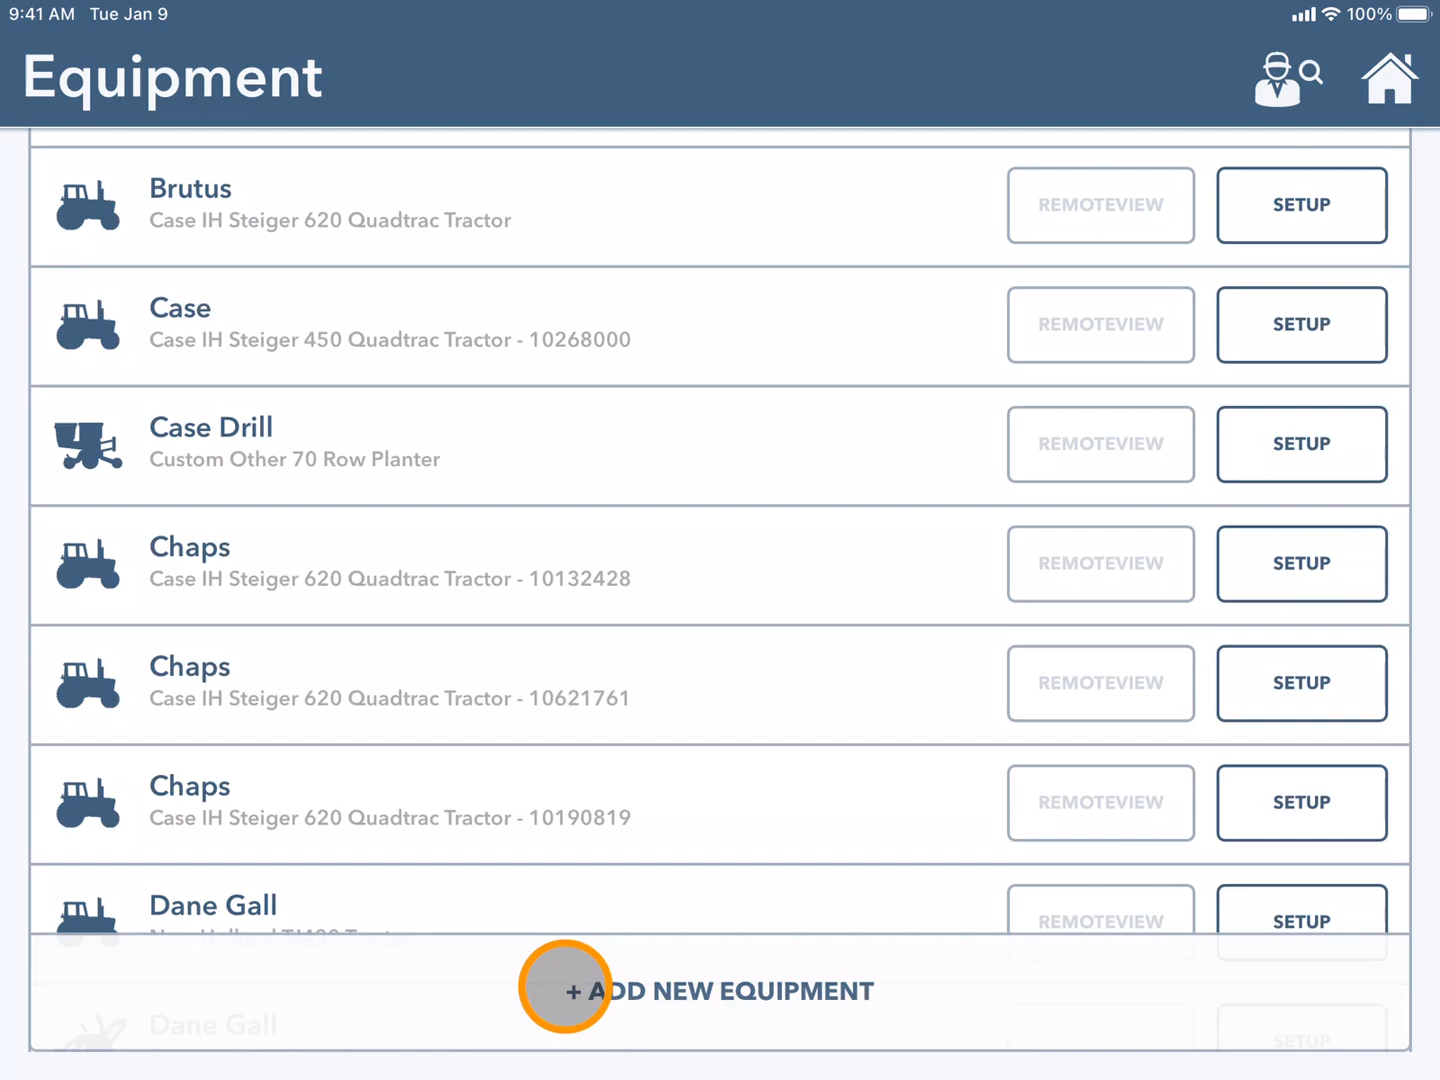 9:41 AM Tue Jan 9 100%
Equipment
Brutus
Case IH Steiger 620 Quadtrac Tractor
REMOTEVIEW
SETUP
Case
Case IH Steiger 450 Quadtrac Tractor - 10268000
REMOTEVIEW
SETUP
Case Drill
Custom Other 70 Row Planter
REMOTEVIEW
SETUP
Chaps
Case IH Steiger 620 Quadtrac Tractor - 10132428
REMOTEVIEW
SETUP
Chaps
Case IH Steiger 620 Quadtrac Tractor - 10621761
REMOTEVIEW
SETUP
Chaps
Case IH Steiger 620 Quadtrac Tractor - 10190819
REMOTEVIEW
SETUP
Dane Gall
REMOTEVIEW
SETUP
+ ADD NEW EQUIPMENT
Dane Gall
SETUP